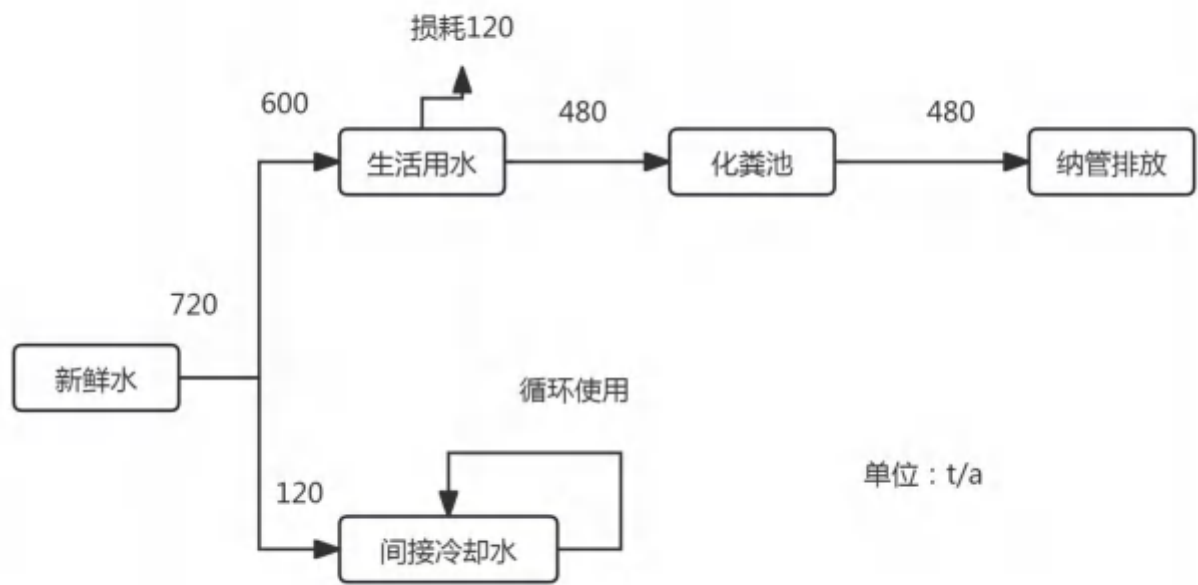 损耗120
600
480
480
生活用水
化粪池
纳管排放
720
新鲜水
循环使用
单位：t/a
120
间接冷却水